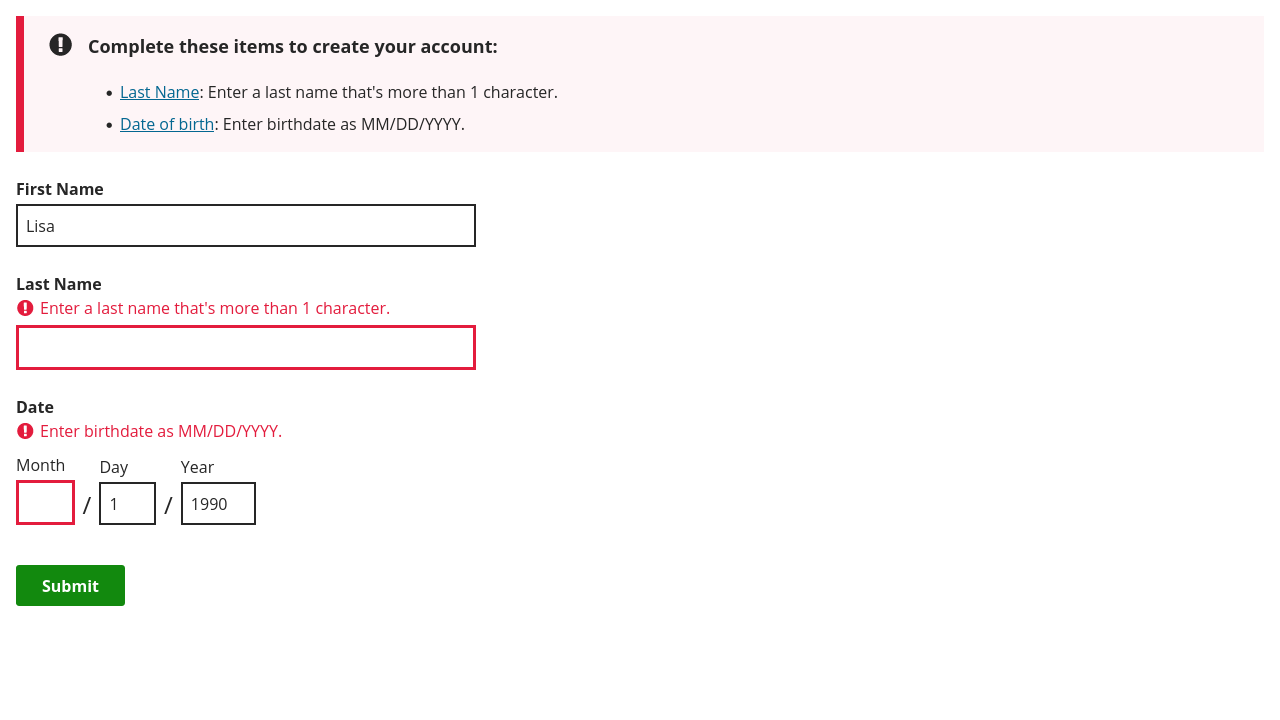 Complete these items to create your account:
• Last Name: Enter a last name that's more than 1 character.
• Date of birth: Enter birthdate as MM/DD/YYYY.
First Name
Lisa
Last Name
Enter a last name that's more than 1 character.
Date
Enter birthdate as MM/DD/YYYY.
Month Day Year
/ 1 / 1990
Submit